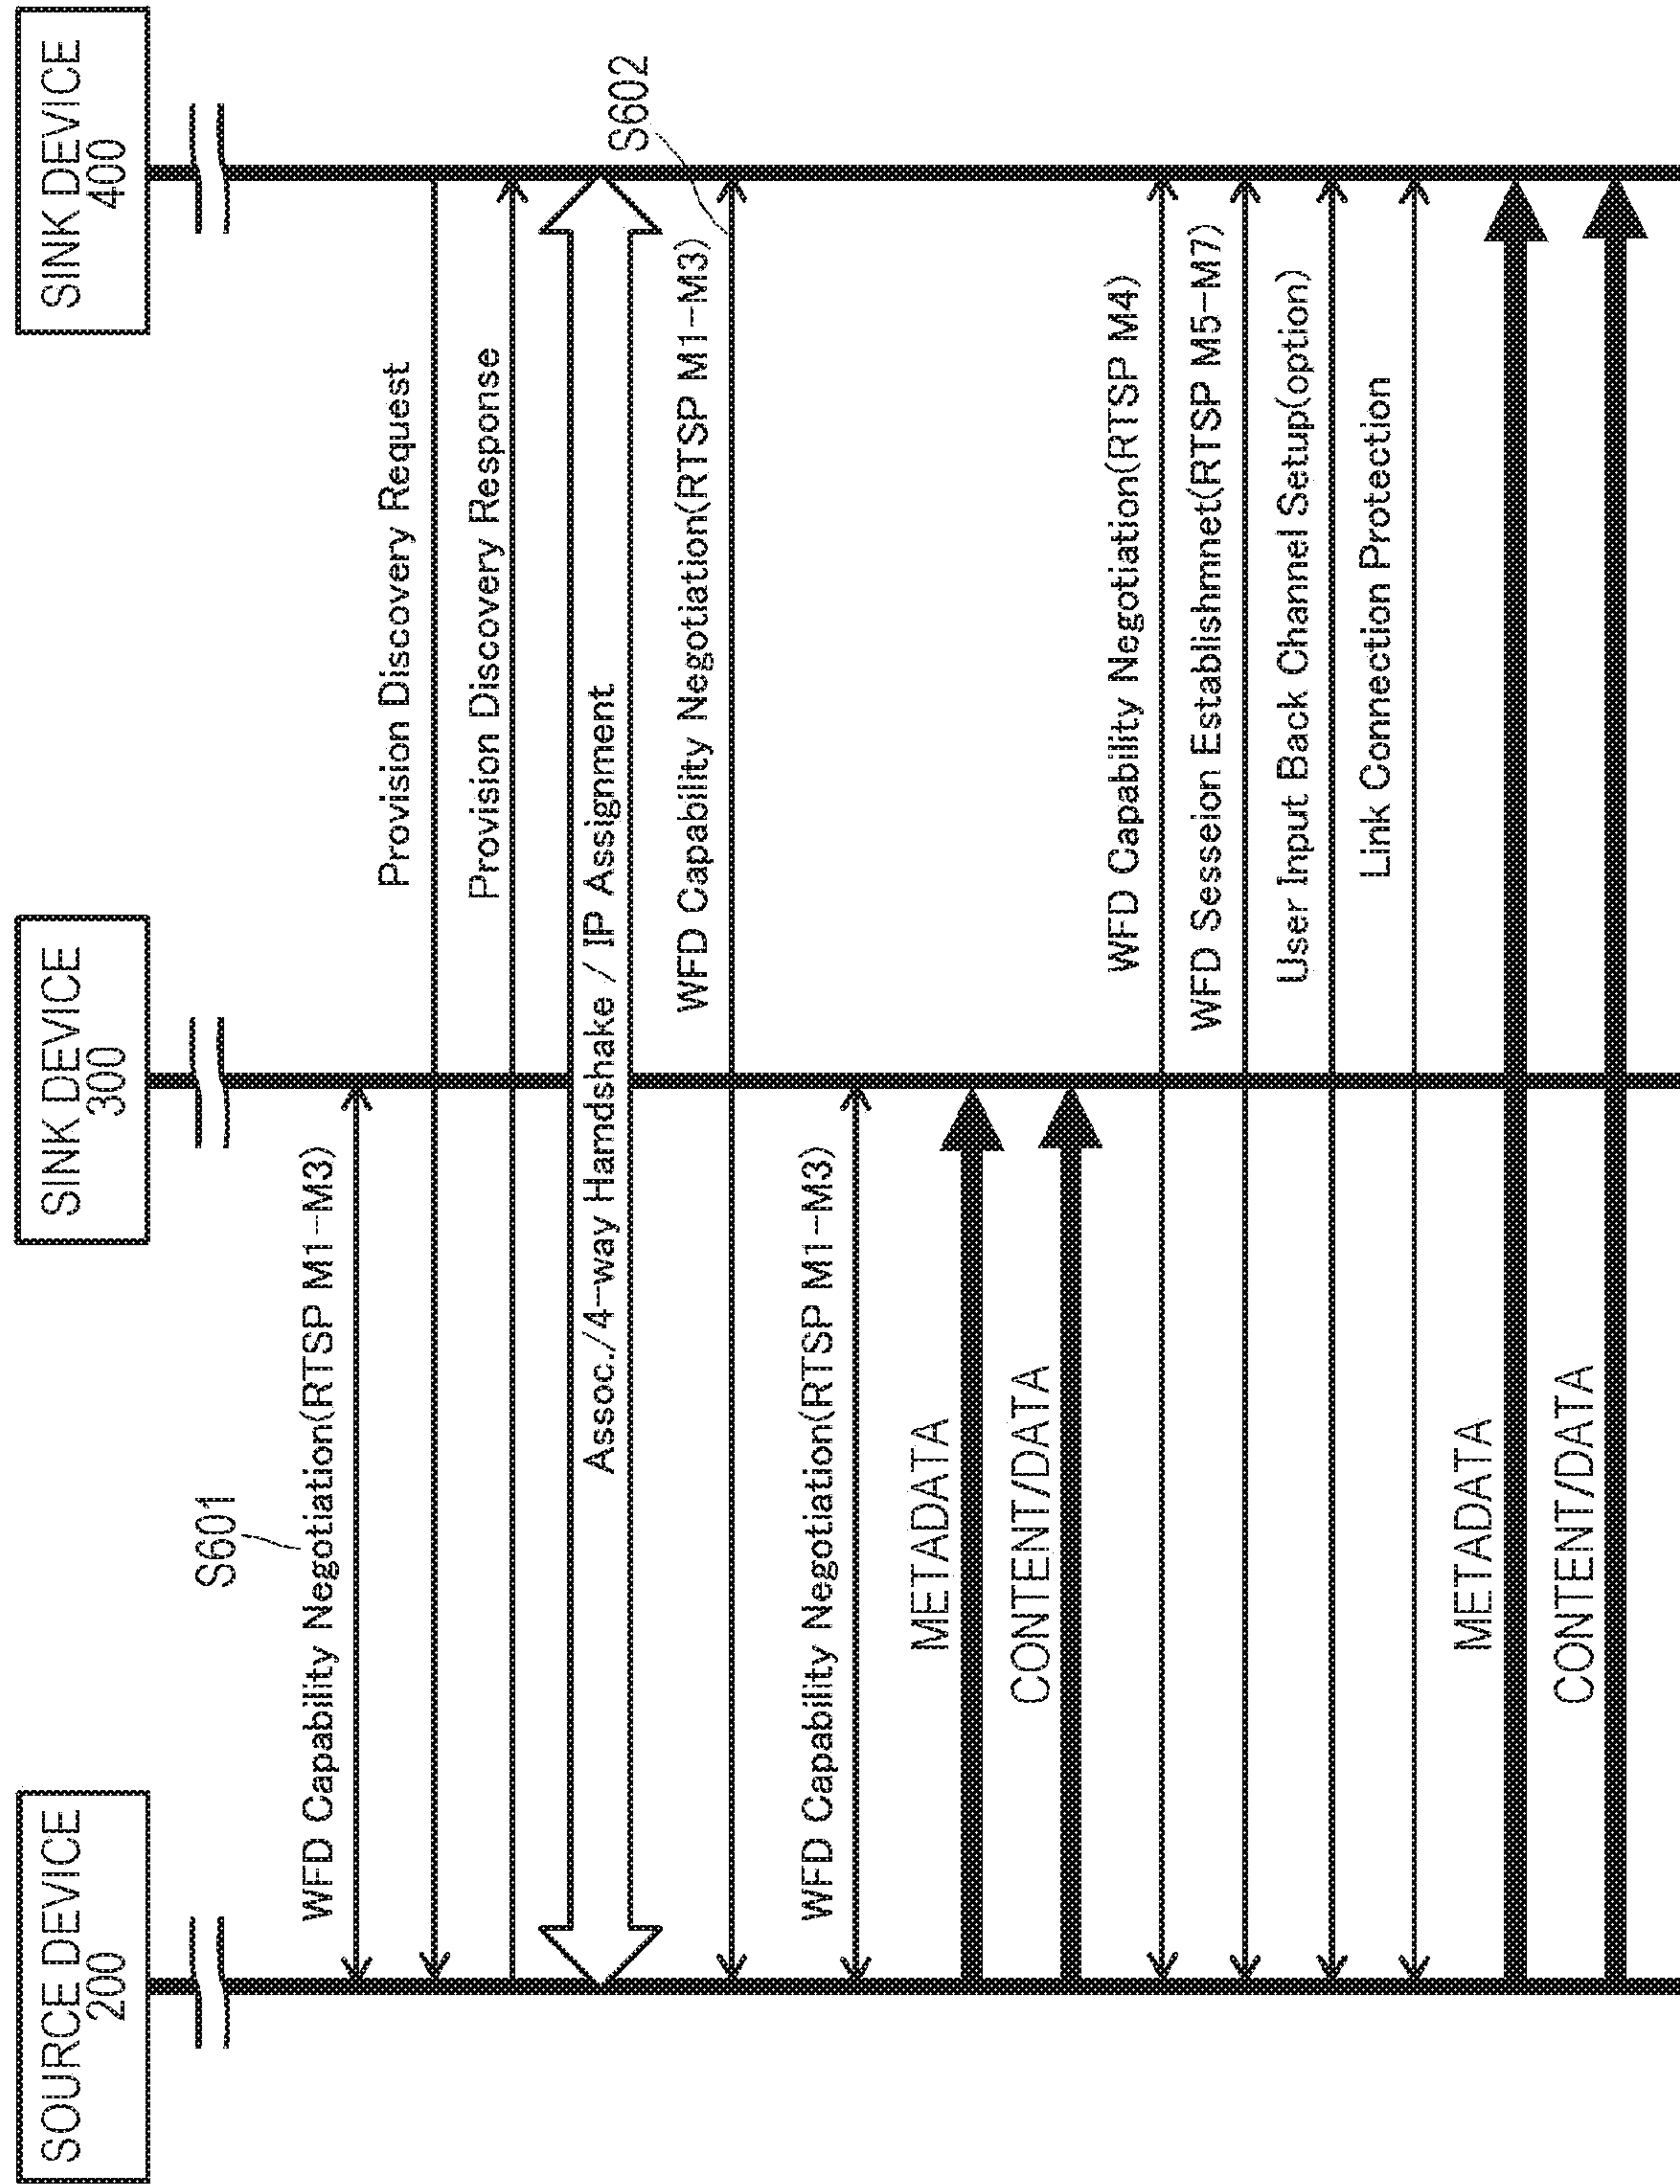 SOURCE DEVICE
200
SINK DEVICE
300
SINK DEVICE
400
S601
WFD Capability Negotiation(RTSP M1-M3)
Provision Discovery Request
Provision Discovery Response
Assoc./4-way Hamdshake / IP Assignment
S602
WFD Capability Negotiation(RTSP M1-M3)
WFD Capability Negotiation(RTSP M1-M3)
METADATA
CONTENT/DATA
WFD Capability Negotiation(RTSP M4)
WFD Sesseion Establishmnet(RTSP M5-M7)
User Input Back Channel Setup(option)
Link Connection Protection
METADATA
CONTENT/DATA